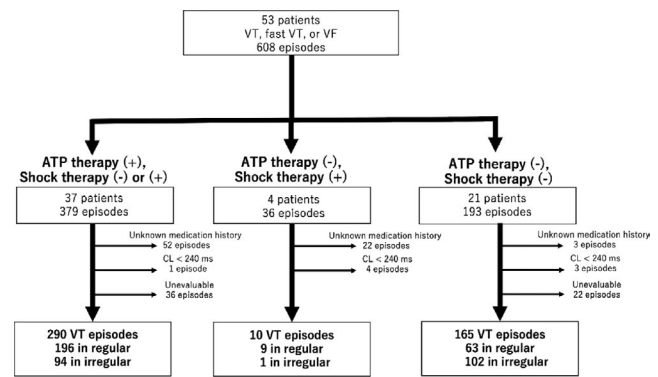 53 patients
VT, fast VT, or VF
608 episodes
ATP therapy (+),
Shock therapy (-) or (+)
37 patients
379 episodes
Unknown medication history
52 episodes
CL < 240 ms
1 episode
Unevaluable
36 episodes
290 VT episodes
196 in regular
94 in irregular
ATP therapy (-),
Shock therapy (+)
4 patients
36 episodes
Unknown medication history
22 episodes
CL < 240 ms
4 episodes
10 VT episodes
9 in regular
1 in irregular
ATP therapy (-),
Shock therapy (-)
21 patients
193 episodes
Unknown medication history
3 episodes
CL < 240 ms
3 episodes
Unevaluable
22 episodes
165 VT episodes
63 in regular
102 in irregular